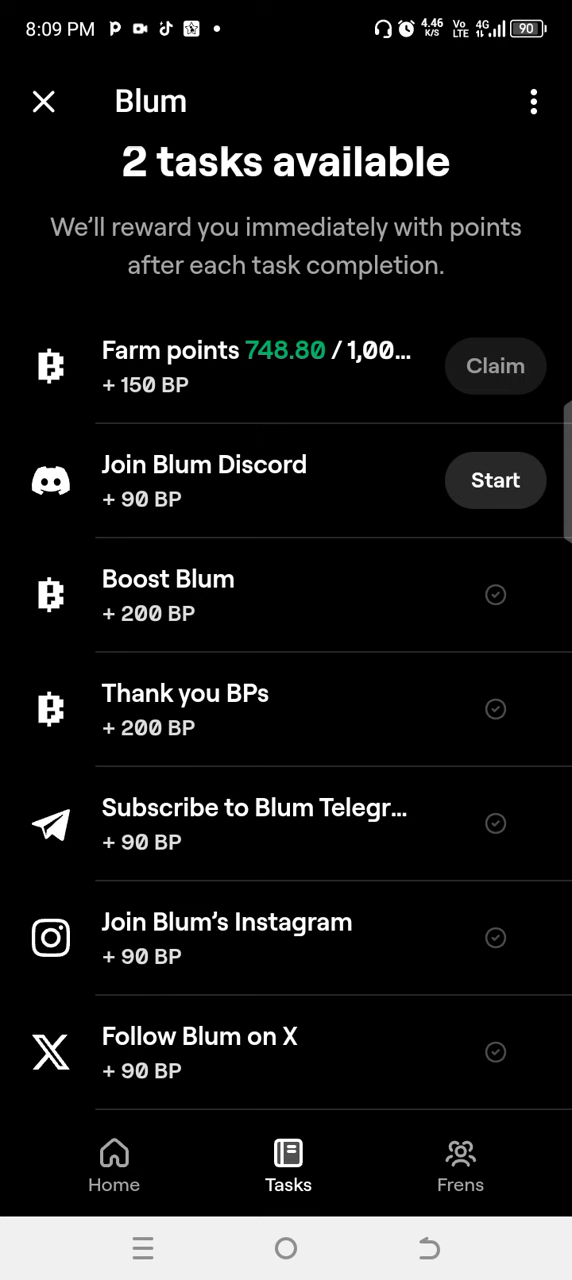 8:09 PM
4.46 K/S
Vo LTE
4G
90
Blum
2 tasks available
We'll reward you immediately with points
after each task completion.
Farm points 748.80 / 1,00...
+ 150 BP
Claim
Join Blum Discord
+ 90 BP
Start
Boost Blum
+ 200 BP
Thank you BPs
+ 200 BP
Subscribe to Blum Telegr...
+ 90 BP
Join Blum's Instagram
+ 90 BP
Follow Blum on X
+ 90 BP
Home
Tasks
Frens